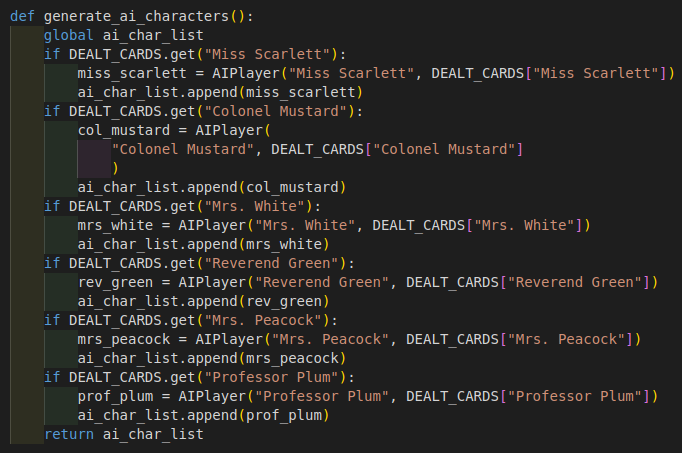 def generate_ai_characters():
    global ai_char_list
    if DEALT_CARDS.get("Miss Scarlett"):
        miss_scarlett = AIPlayer("Miss Scarlett", DEALT_CARDS["Miss Scarlett"])
        ai_char_list.append(miss_scarlett)
    if DEALT_CARDS.get("Colonel Mustard"):
        col_mustard = AIPlayer(
            "Colonel Mustard", DEALT_CARDS["Colonel Mustard"]
            )
        ai_char_list.append(col_mustard)
    if DEALT_CARDS.get("Mrs. White"):
        mrs_white = AIPlayer("Mrs. White", DEALT_CARDS["Mrs. White"])
        ai_char_list.append(mrs_white)
    if DEALT_CARDS.get("Reverend Green"):
        rev_green = AIPlayer("Reverend Green", DEALT_CARDS["Reverend Green"])
        ai_char_list.append(rev_green)
    if DEALT_CARDS.get("Mrs. Peacock"):
        mrs_peacock = AIPlayer("Mrs. Peacock", DEALT_CARDS["Mrs. Peacock"])
        ai_char_list.append(mrs_peacock)
    if DEALT_CARDS.get("Professor Plum"):
        prof_plum = AIPlayer("Professor Plum", DEALT_CARDS["Professor Plum"])
        ai_char_list.append(prof_plum)
    return ai_char_list